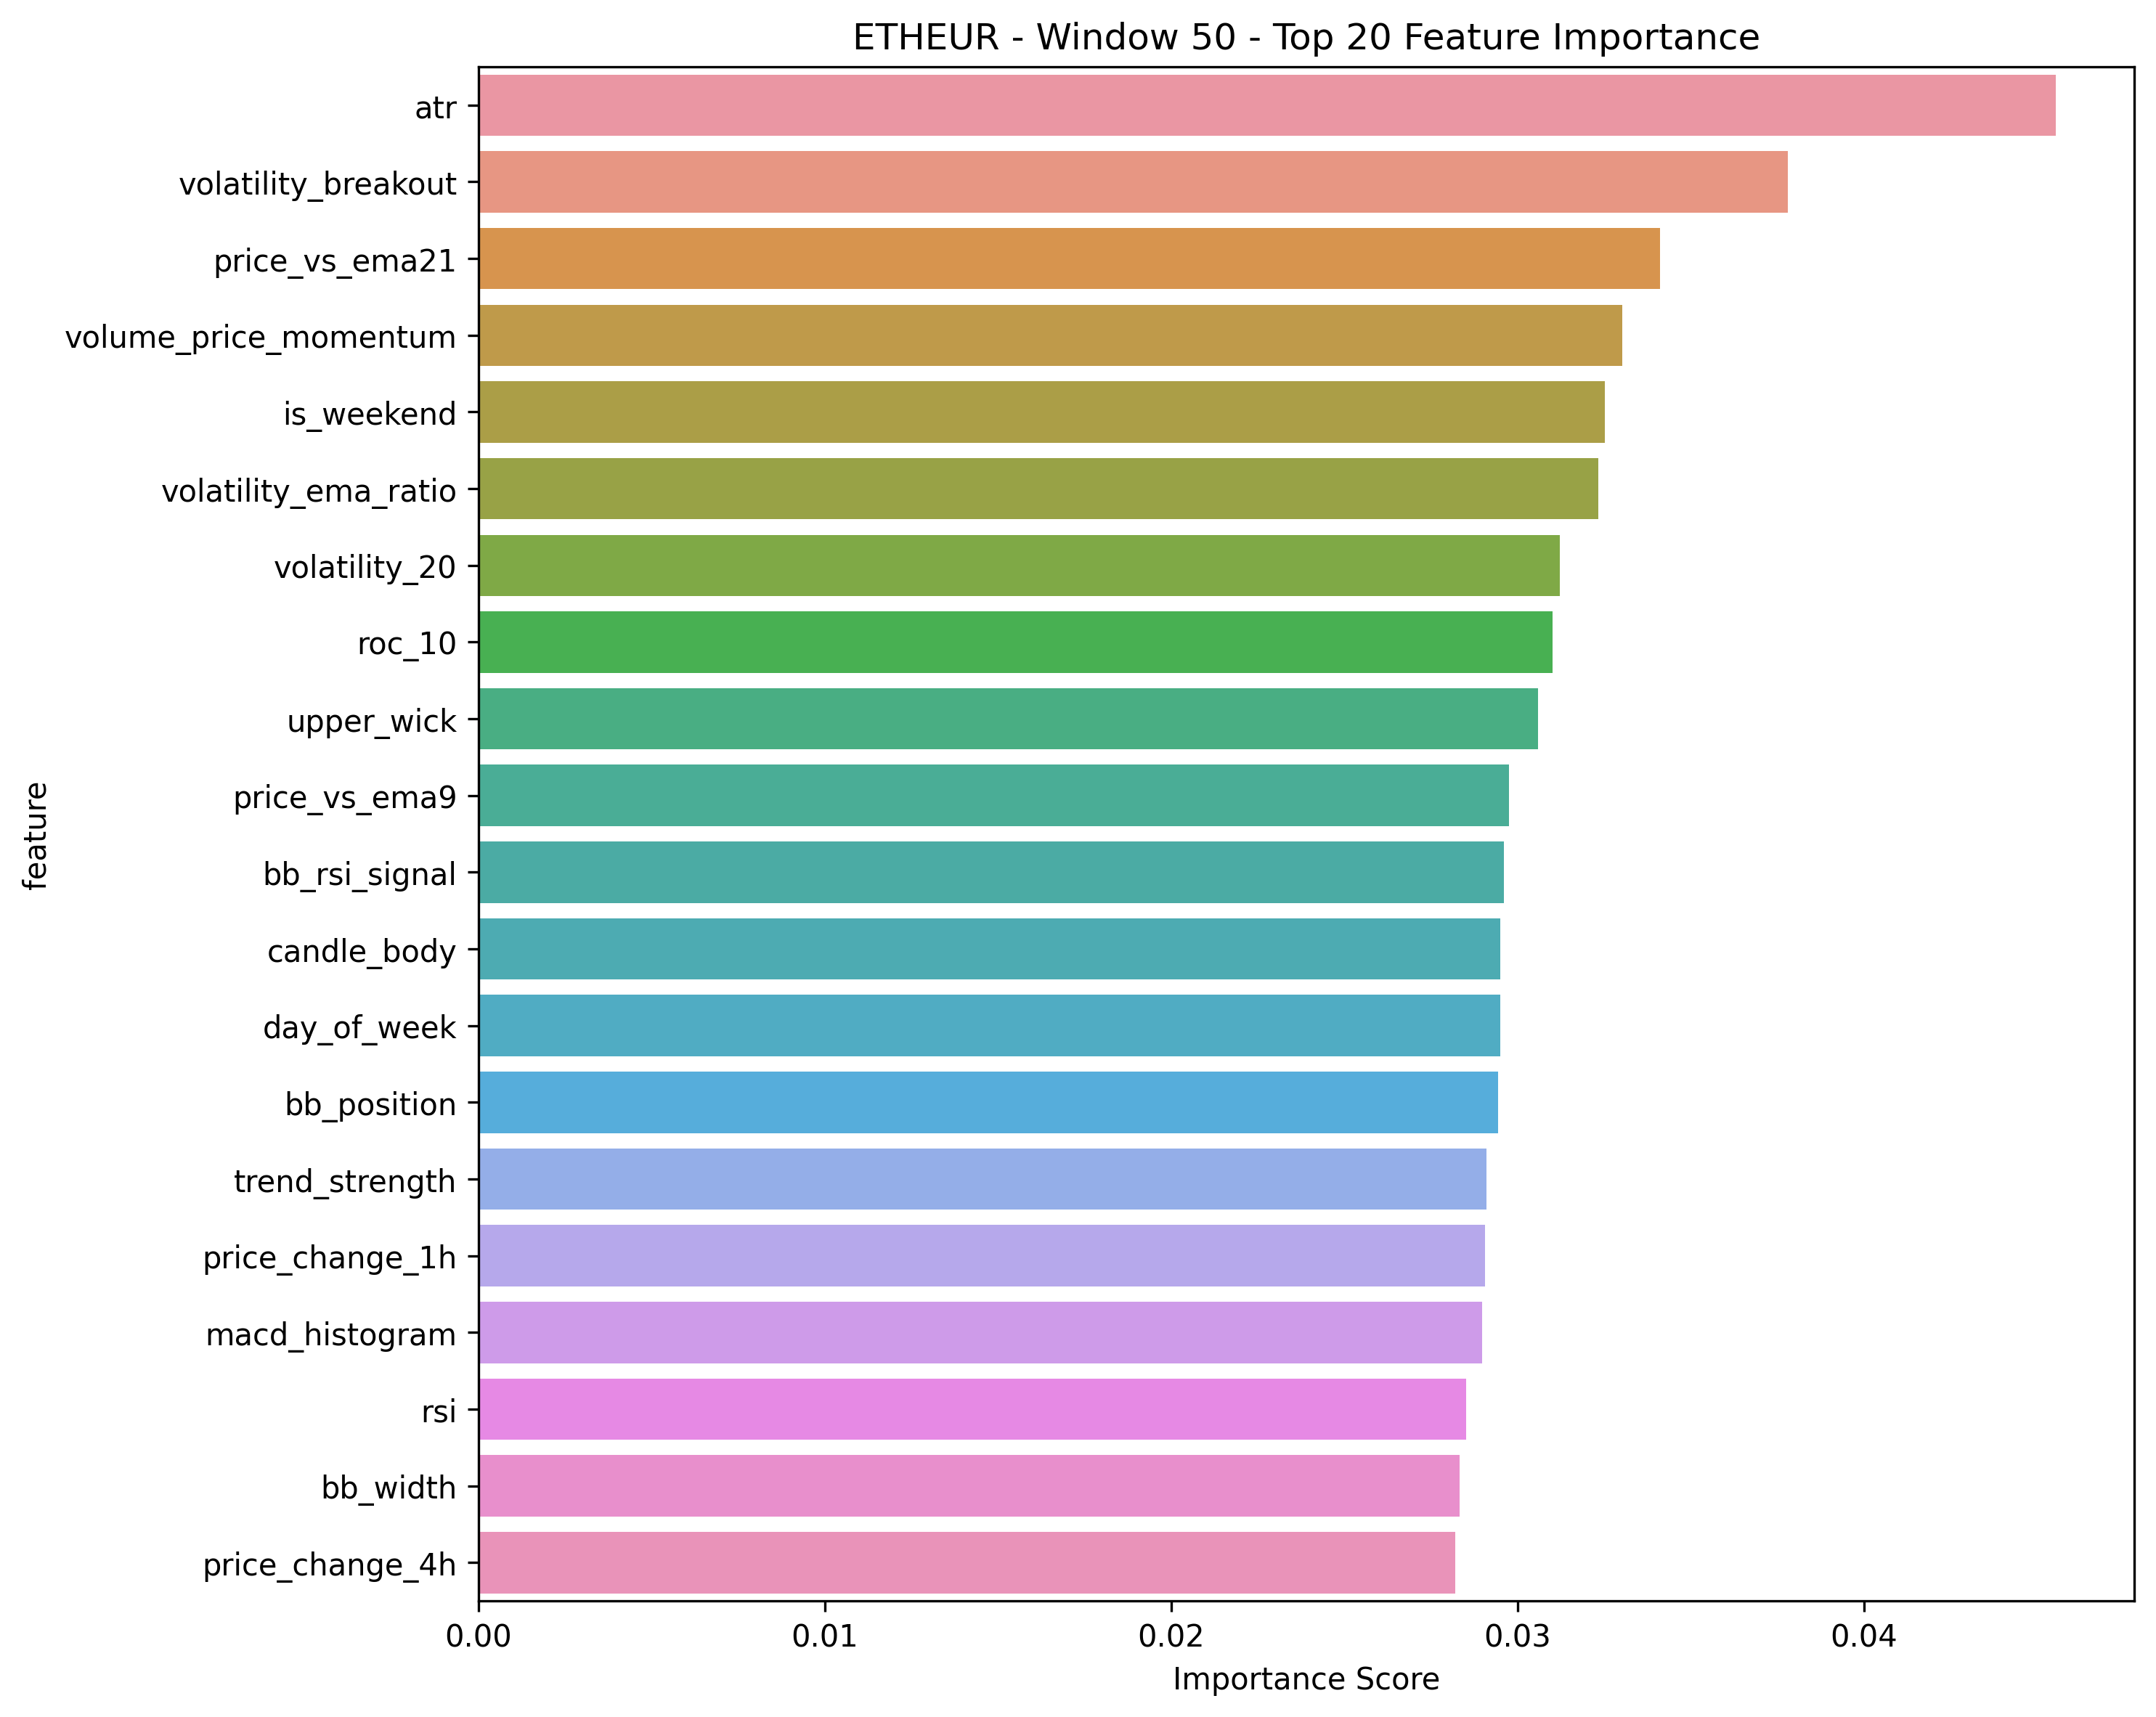 ETHEUR - Window 50 - Top 20 Feature Importance
feature
atr
volatility_breakout
price_vs_ema21
volume_price_momentum
is_weekend
volatility_ema_ratio
volatility_20
roc_10
upper_wick
price_vs_ema9
bb_rsi_signal
candle_body
day_of_week
bb_position
trend_strength
price_change_1h
macd_histogram
rsi
bb_width
price_change_4h
0.00 0.01 0.02 0.03 0.04
Importance Score